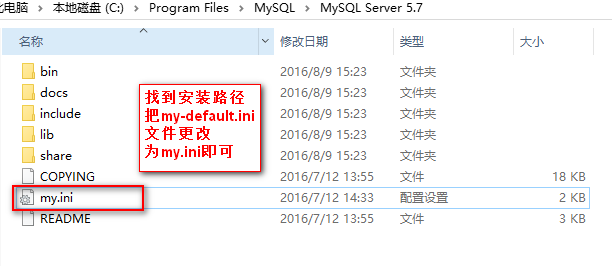 比电脑 › 本地磁盘 (C:) › Program Files › MySQL › MySQL Server 5.7
名称 修改日期 类型 大小
bin 2016/8/9 15:23 文件夹
docs 2016/8/9 15:23 文件夹
include 2016/8/9 15:23 文件夹
lib 2016/8/9 15:23 文件夹
share 2016/8/9 15:23 文件夹
COPYING 2016/7/12 13:55 文件 18 KB
my.ini 2016/7/12 14:33 配置设置 2 KB
README 2016/7/12 13:55 文件 3 KB
找到安装路径
把my-default.ini
文件更改
为my.ini即可